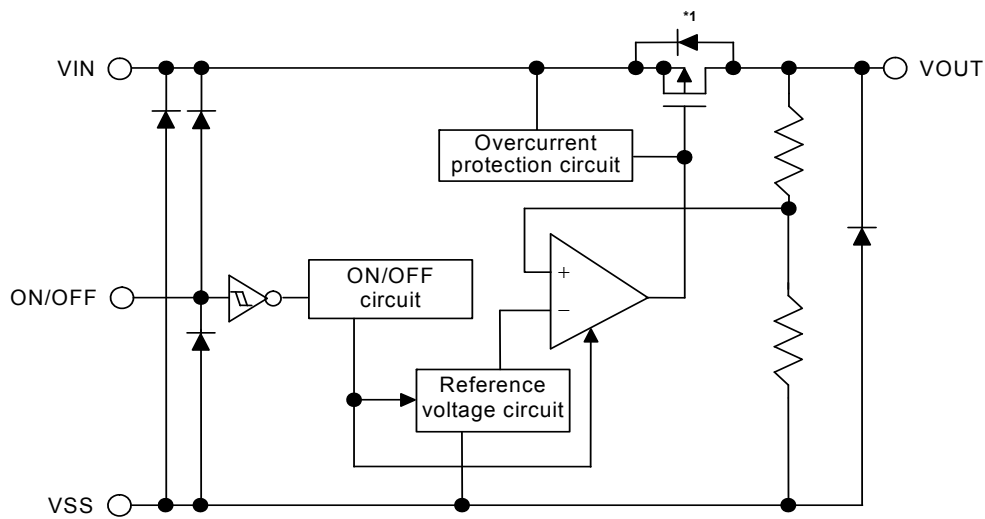 *1
VIN
VOUT
Overcurrent
protection circuit
ON/OFF
ON/OFF
circuit
+
−
Reference
voltage circuit
VSS